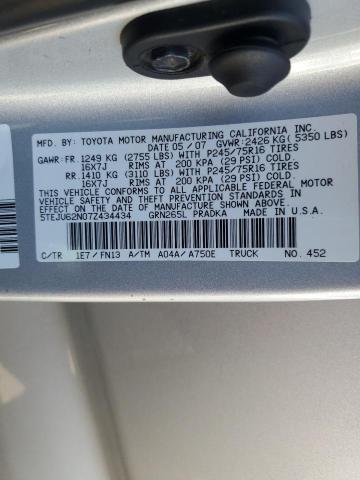 MFD. BY: TOYOTA MOTOR MANUFACTURING CALIFORNIA INC.
DATE 05/07 GVWR:2426 KG(5350 LBS)
GAWR:FR. 1249 KG (2755 LBS) WITH P245/75R16 TIRES
16X7J RIMS AT 200 KPA (29 PSI) COLD.
RR. 1410 KG (3110 LBS) WITH P245/75R16 TIRES
16X7J RIMS AT 200 KPA (29 PSI) COLD.
THIS VEHICLE CONFORMS TO ALL APPLICABLE FEDERAL MOTOR
VEHICLE SAFETY STANDARDS IN EFFECT ON THE DATE OF
MANUFACTURE SHOWN ABOVE.
5TEJU62N07Z434434 GRN265L PRADKA MADE IN U.S.A.
C/TR 1E7/FN13 A/TM A04A/A750E TRUCK NO. 452